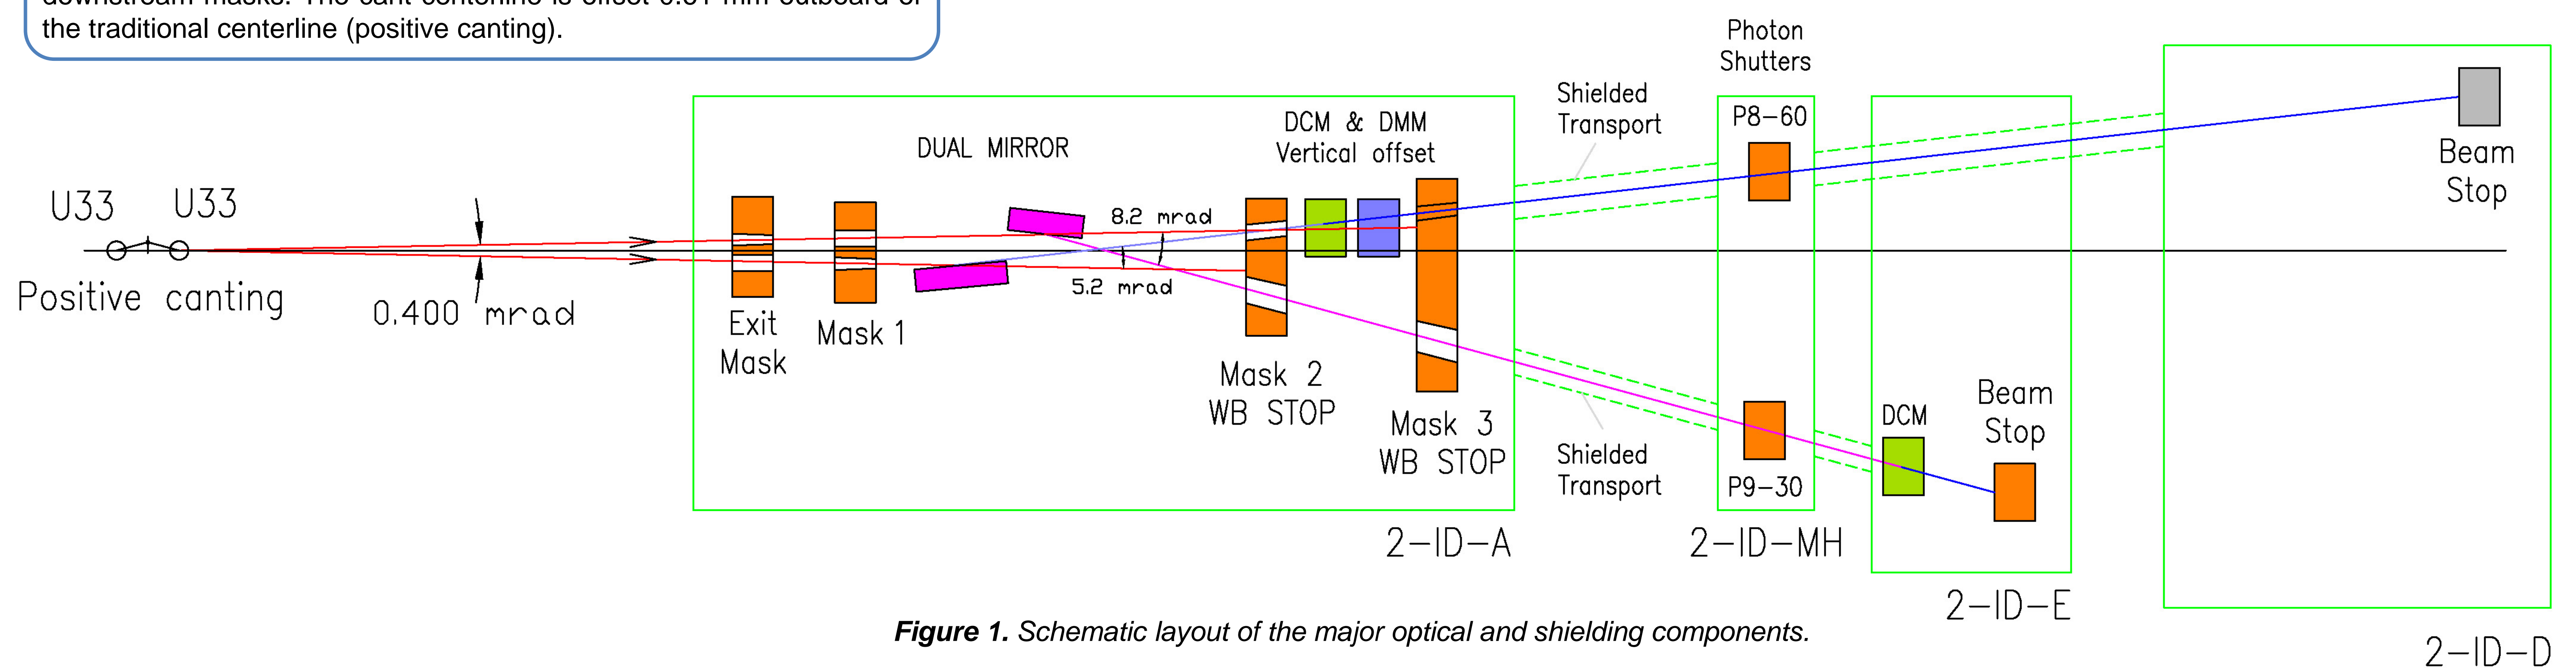 the traditional centerline (positive canting).
U33
U33
Positive canting
0.400 mrad
Exit
Mask
Mask 1
DUAL MIRROR
8.2 mrad
5.2 mrad
DCM & DMM
Vertical offset
Mask 2
WB STOP
Mask 3
WB STOP
2-ID-A
Shielded
Transport
Shielded
Transport
Photon
Shutters
P8-60
P9-30
2-ID-MH
DCM
Beam
Stop
2-ID-E
Beam
Stop
2-ID-D
Figure 1. Schematic layout of the major optical and shielding components.